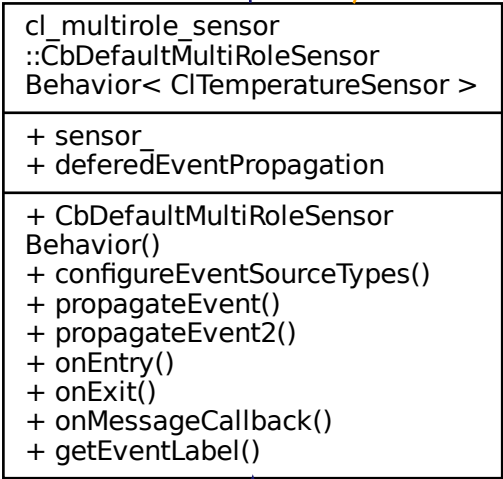 cl_multirole_sensor
::CbDefaultMultiRoleSensor
Behavior< ClTemperatureSensor >
+ sensor_
+ deferedEventPropagation
+ CbDefaultMultiRoleSensor
Behavior()
+ configureEventSourceTypes()
+ propagateEvent()
+ propagateEvent2()
+ onEntry()
+ onExit()
+ onMessageCallback()
+ getEventLabel()